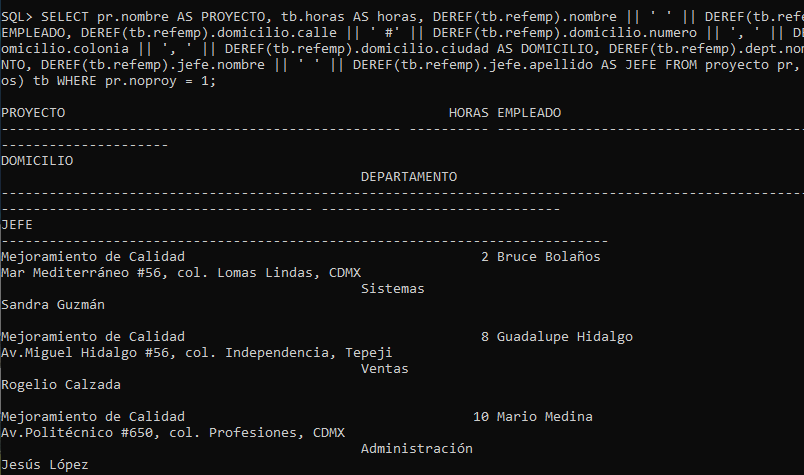 SQL> SELECT pr.nombre AS PROYECTO, tb.horas AS horas, DEREF(tb.refemp).nombre || ' ' || DEREF(tb.refe
EMPLEADO, DEREF(tb.refemp).domicilio.calle || ' #' || DEREF(tb.refemp).domicilio.numero || ', ' || DE
omicilio.colonia || ', ' || DEREF(tb.refemp).domicilio.ciudad AS DOMICILIO, DEREF(tb.refemp).dept.nom
NTO, DEREF(tb.refemp).jefe.nombre || ' ' || DEREF(tb.refemp).jefe.apellido AS JEFE FROM proyecto pr,
os) tb WHERE pr.noproy = 1;
PROYECTO HORAS EMPLEADO
-------------------------------------------------- ---------- ---------------------------------------
---------------------
DOMICILIO
DEPARTAMENTO
-----------------------------------------------------------------------------------------------------
--------------------------------------- ------------------------------
JEFE
----------------------------------------------------------------------------
Mejoramiento de Calidad 2 Bruce Bolaños
Mar Mediterráneo #56, col. Lomas Lindas, CDMX
Sistemas
Sandra Guzmán
Mejoramiento de Calidad 8 Guadalupe Hidalgo
Av.Miguel Hidalgo #56, col. Independencia, Tepeji
Ventas
Rogelio Calzada
Mejoramiento de Calidad 10 Mario Medina
Av.Politécnico #650, col. Profesiones, CDMX
Administración
Jesús López